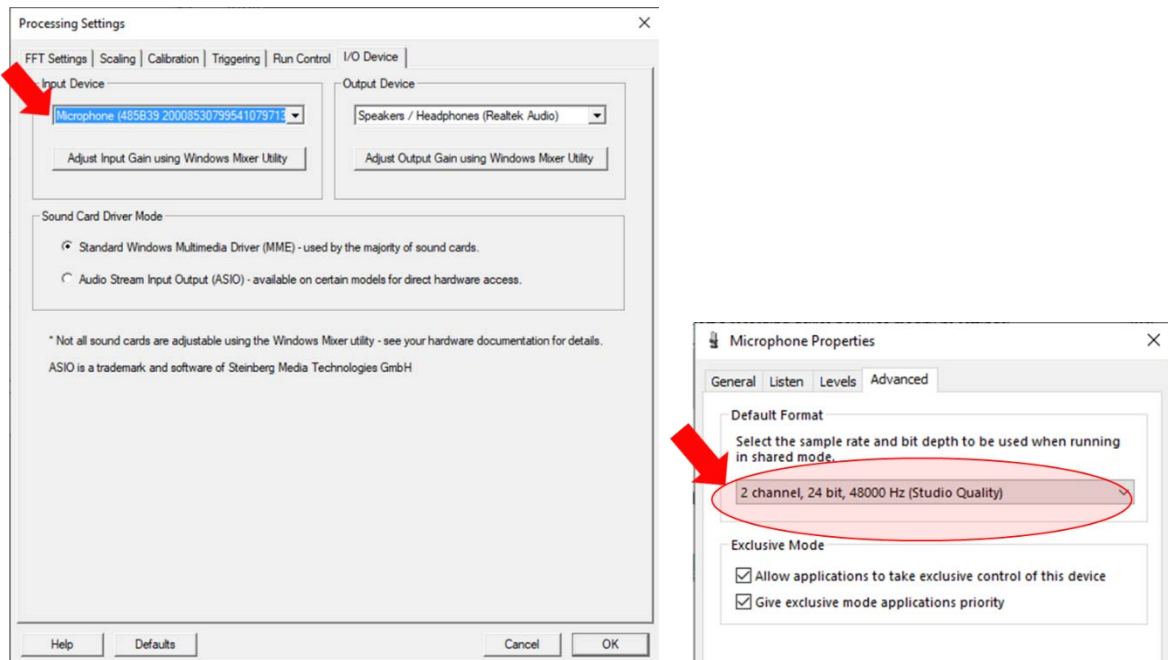 Processing Settings
FFT Settings Scaling Calibration Triggering Run Control I/O Device
Input Device
Microphone (485B39 20008530799541079713
Adjust Input Gain using Windows Mixer Utility
Output Device
Speakers / Headphones (Realtek Audio)
Adjust Output Gain using Windows Mixer Utility
Sound Card Driver Mode
Standard Windows Multimedia Driver (MME) - used by the majority of sound cards.
Audio Stream Input Output (ASIO) - available on certain models for direct hardware access.
* Not all sound cards are adjustable using the Windows Mixer utility - see your hardware documentation for details.
ASIO is a trademark and software of Steinberg Media Technologies GmbH
Help Defaults Cancel OK
Microphone Properties
General Listen Levels Advanced
Default Format
Select the sample rate and bit depth to be used when running
in shared mode.
2 channel, 24 bit, 48000 Hz (Studio Quality)
Exclusive Mode
Allow applications to take exclusive control of this device
Give exclusive mode applications priority